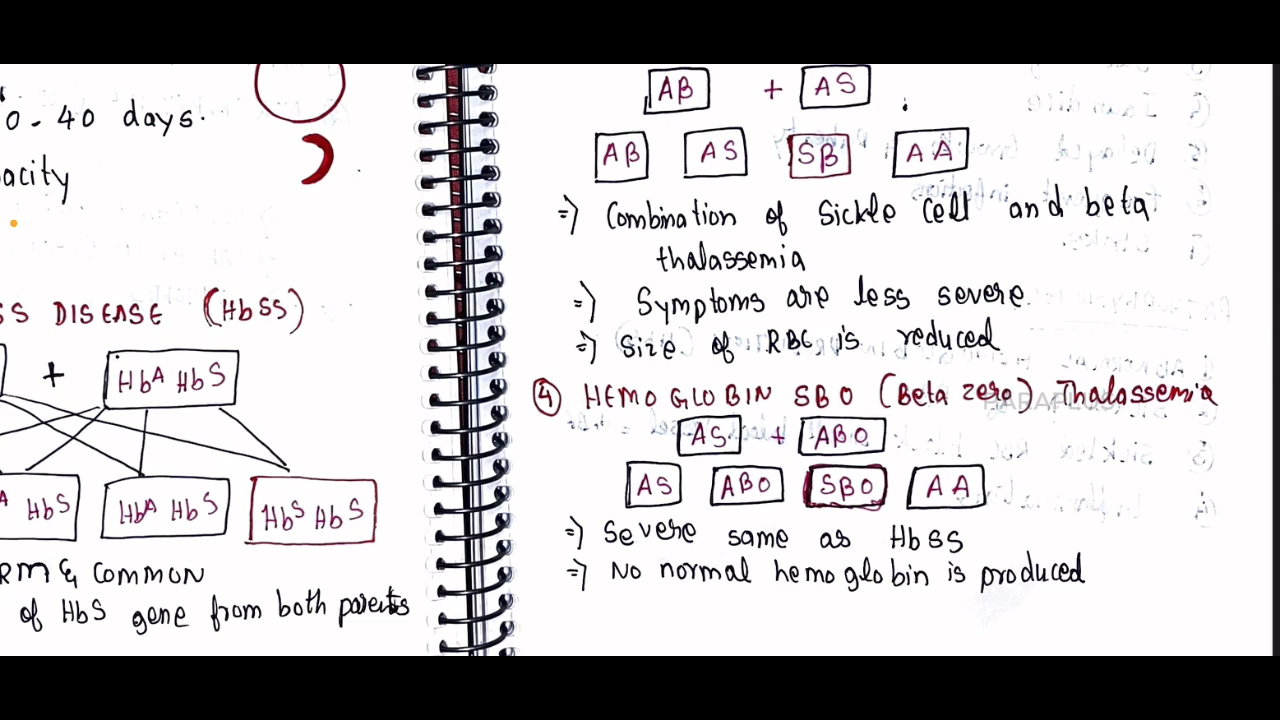 0 - 40 days.
acity
SS DISEASE (HbSS)
+ HbA HbS
A HbS HbA HbS HbS HbS
RM & COMMON
of HbS gene from both parents
AB + AS
AB AS SB AA
=) Combination of Sickle Cell and beta
thalassemia
=) Symptoms are less severe.
=) Size of RBC is reduced
④ HEMOGLOBIN SBO (Beta zero) Thalassemia
AS + ABO
AS ABO SBO AA
=) Severe same as HbSS
=) No normal hemoglobin is produced